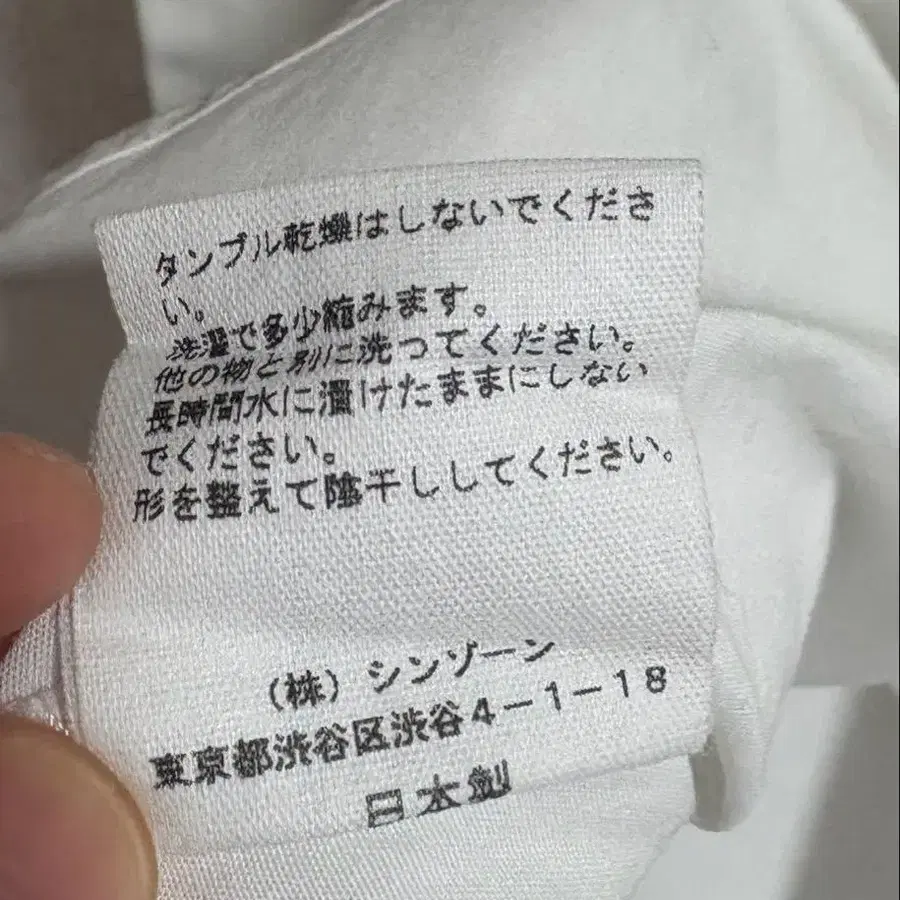 タンブル乾燥はしないでくださ
い。
洗濯で多少縮みます。
他の物と別に洗ってください。
長時間水に漬けたままにしない
でください。
形を整えて陰干ししてください。
（株）シンゾーン
東京都渋谷区渋谷４－１－１８
日本製